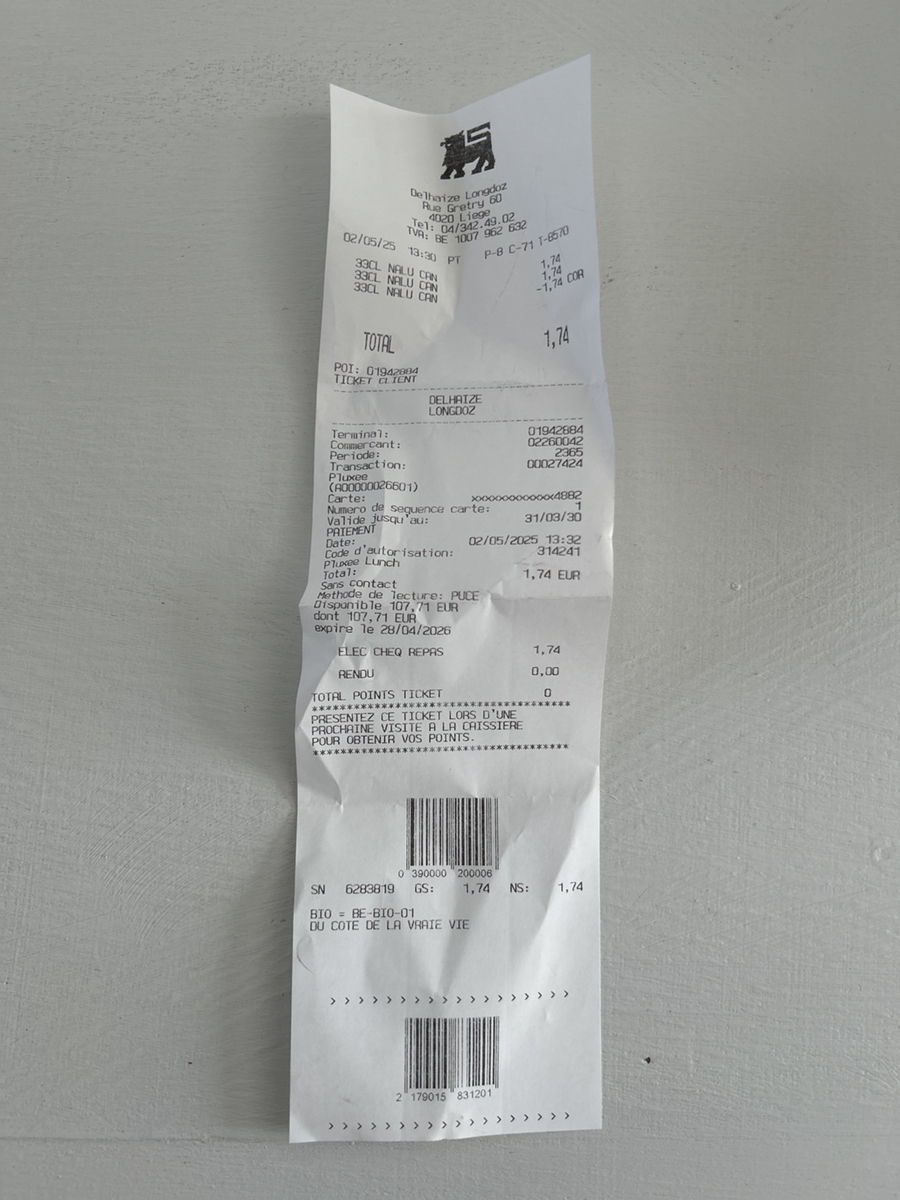 Delhaize Longdoz
Rue Gretry 60
4020 Liege
Tel: 04/342.49.02
TVA: BE 1007 962 632
02/05/25 13:30 PT P-8 C-71 T-8570
33CL NALU CAN 1,74
33CL NALU CAN 1,74
33CL NALU CAN -1,74 COR
TOTAL 1,74
POI: 01942884
TICKET CLIENT
DELHAIZE
LONGDOZ
Terminal: 01942884
Commercant: 02260042
Periode: 2365
Transaction: 00027424
Pluxee
(A00000026601)
Carte: xxxxxxxxxxxx4882
Numero de sequence carte: 1
Valide jusqu'au: 31/03/30
PAIEMENT
Date: 02/05/2025 13:32
Code d'autorisation: 314241
Pluxee Lunch
Total: 1,74 EUR
Sans contact
Methode de lecture: PUCE
Disponible 107,71 EUR
dont 107,71 EUR
expire le 28/04/2026
ELEC CHEQ REPAS 1,74
RENDU 0,00
TOTAL POINTS TICKET 0
*************************************
PRESENTEZ CE TICKET LORS D'UNE
PROCHAINE VISITE A LA CAISSIERE
POUR OBTENIR VOS POINTS.
*************************************
0 390000 200006
SN 6283819 GS: 1,74 NS: 1,74
BIO = BE-BIO-01
DU COTE DE LA VRAIE VIE
> > > > > > > > > > > > > > > > >
2 179015 831201
> > > > > > > > > > > > > > > > > >